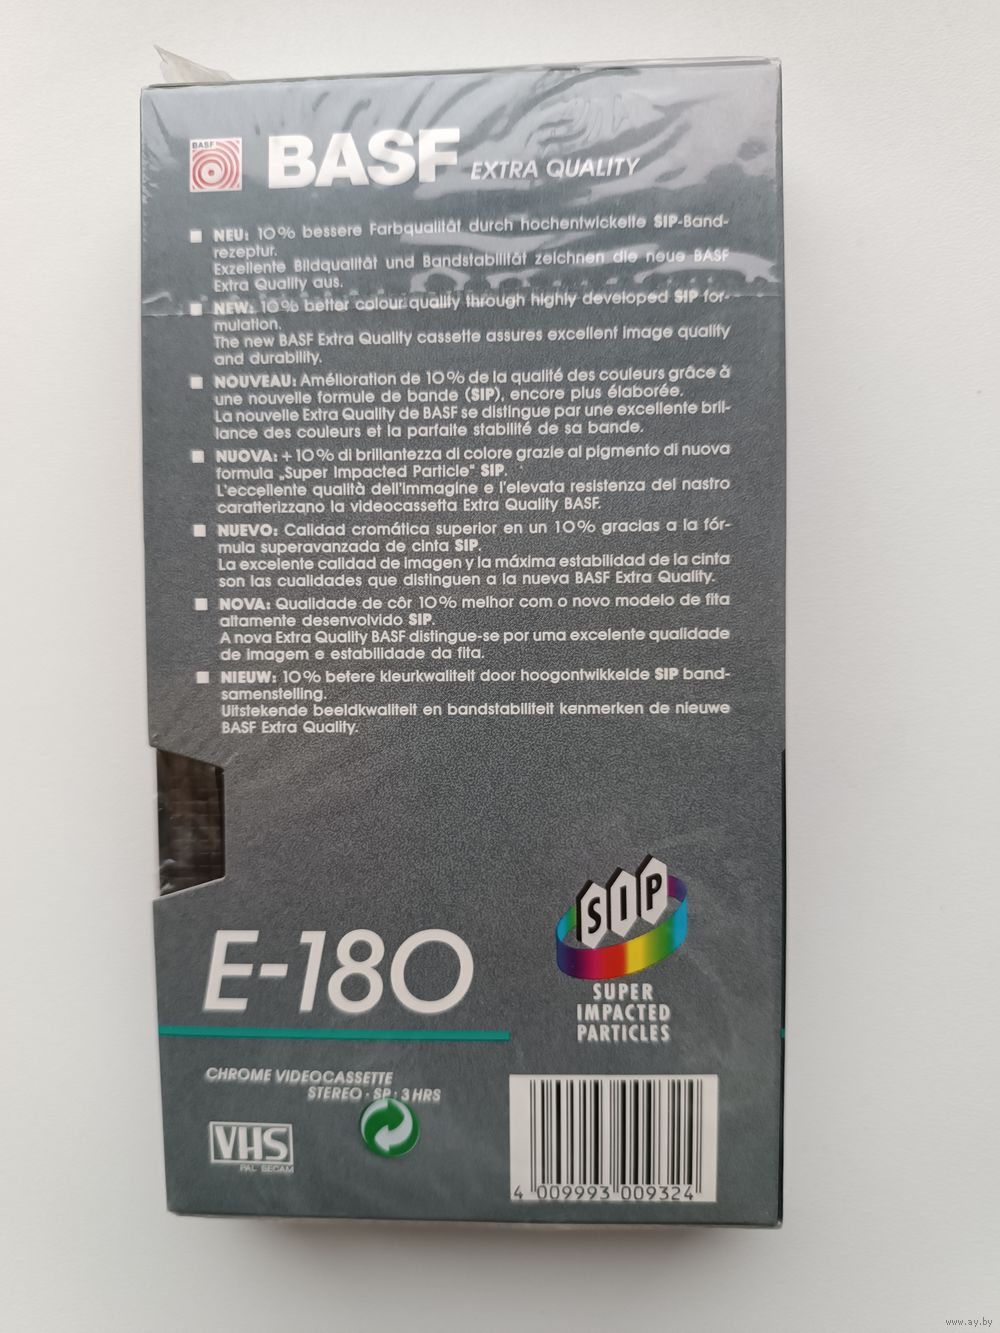 BASF
BASF EXTRA QUALITY
NEU: 10% bessere Farbqualität durch hochentwickelte SIP-Band-
rezeptur.
Exzellente Bildqualität und Bandstabilität zeichnen die neue BASF
Extra Quality aus.
NEW: 10% better colour quality through highly developed SIP for-
mulation.
The new BASF Extra Quality cassette assures excellent image quality
and durability.
NOUVEAU: Amélioration de 10% de la qualité des couleurs grâce à
une nouvelle formule de bande (SIP), encore plus élaborée.
La nouvelle Extra Quality de BASF se distingue par une excellente bril-
lance des couleurs et la parfaite stabilité de sa bande.
NUOVA: +10% di brillantezza di colore grazie al pigmento di nuova
formula „Super Impacted Particle" SIP.
L'eccellente qualità dell'immagine e l'elevata resistenza del nastro
caratterizzano la videocassetta Extra Quality BASF.
NUEVO: Calidad cromática superior en un 10% gracias a la fór-
mula superavanzada de cinta SIP.
La excelente calidad de imagen y la máxima estabilidad de la cinta
son las cualidades que distinguen a la nueva BASF Extra Quality.
NOVA: Qualidade de côr 10% melhor com o novo modelo de fita
altamente desenvolvido SIP.
A nova Extra Quality BASF distingue-se por uma excelente qualidade
de imagem e estabilidade da fita.
NIEUW: 10% betere kleurkwaliteit door hoogontwikkelde SIP band-
samenstelling.
Uitstekende beeldkwaliteit en bandstabiliteit kenmerken de nieuwe
BASF Extra Quality.
SIP
E-180
SUPER
IMPACTED
PARTICLES
CHROME VIDEOCASSETTE
STEREO · SP · 3 HRS
VHS
PAL SECAM
4 009993 009324
www.ay.by